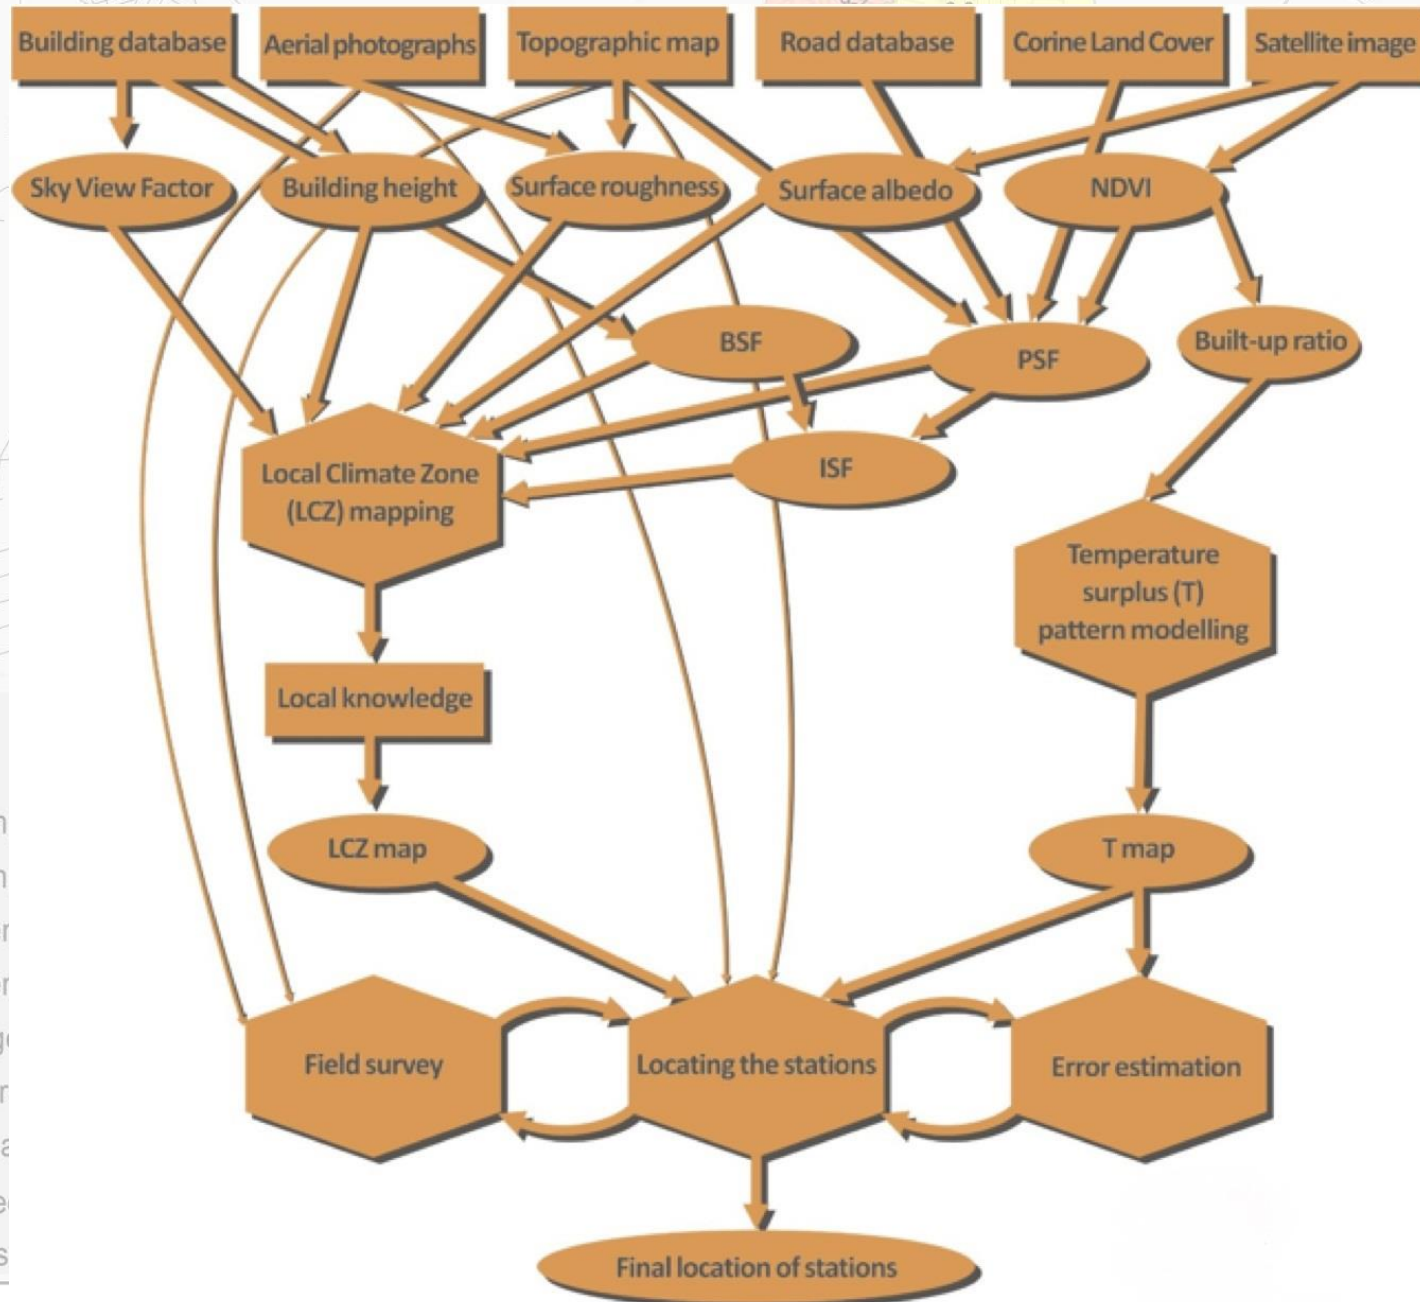 Building database
Aerial photographs
Topographic map
Road database
Corine Land Cover
Satellite image
Sky View Factor
Building height
Surface roughness
Surface albedo
NDVI
BSF
PSF
Built-up ratio
ISF
Local Climate Zone
(LCZ) mapping
Temperature
surplus (T)
pattern modelling
Local knowledge
LCZ map
T map
Field survey
Locating the stations
Error estimation
Final location of stations